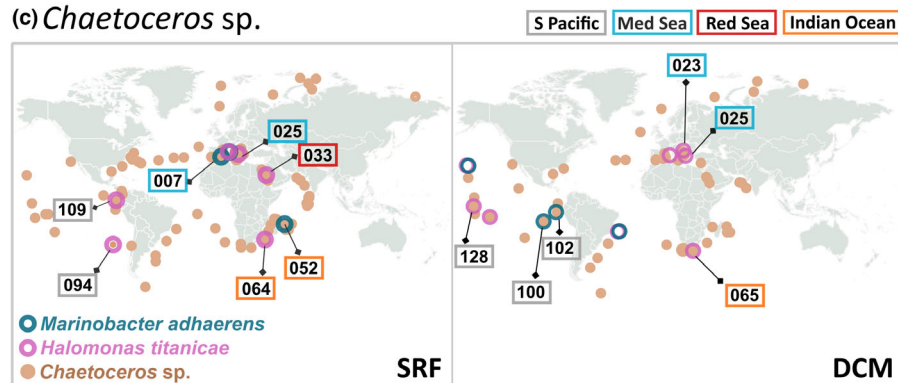 (c) Chaetoceros sp.
S Pacific
Med Sea
Red Sea
Indian Ocean
025
033
007
109
094
064
052
Marinobacter adhaerens
Halomonas titanicae
Chaetoceros sp.
SRF
023
025
128
100
102
065
DCM